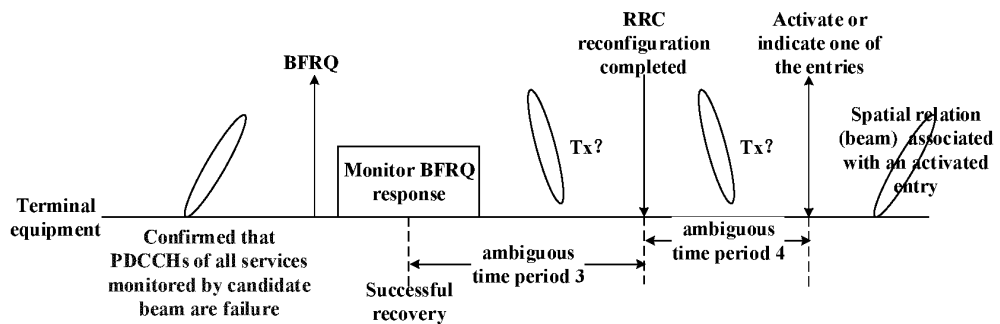 BFRQ
RRC
reconfiguration
completed
Activate or
indicate one of
the entries
Tx?
Tx?
Spatial relation
(beam) associated
with an activated
entry
Monitor BFRQ
response
Terminal
equipment
Confirmed that
PDCCHs of all services
monitored by candidate
beam are failure
Successful
recovery
ambiguous
time period 3
ambiguous
time period 4